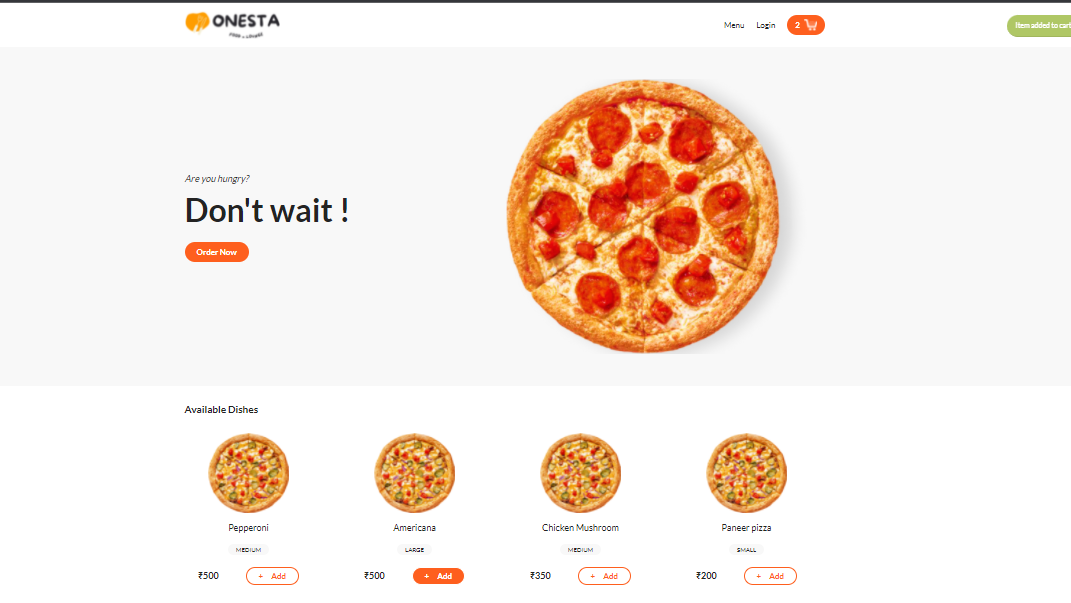 ONESTA
Menu Login 2
Item added to cart
Are you hungry?
Don't wait !
Order Now
Available Dishes
Pepperoni Americana Chicken Mushroom Paneer pizza
MEDIUM LARGE MEDIUM SMALL
₹500 + Add ₹500 + Add ₹350 + Add ₹200 + Add